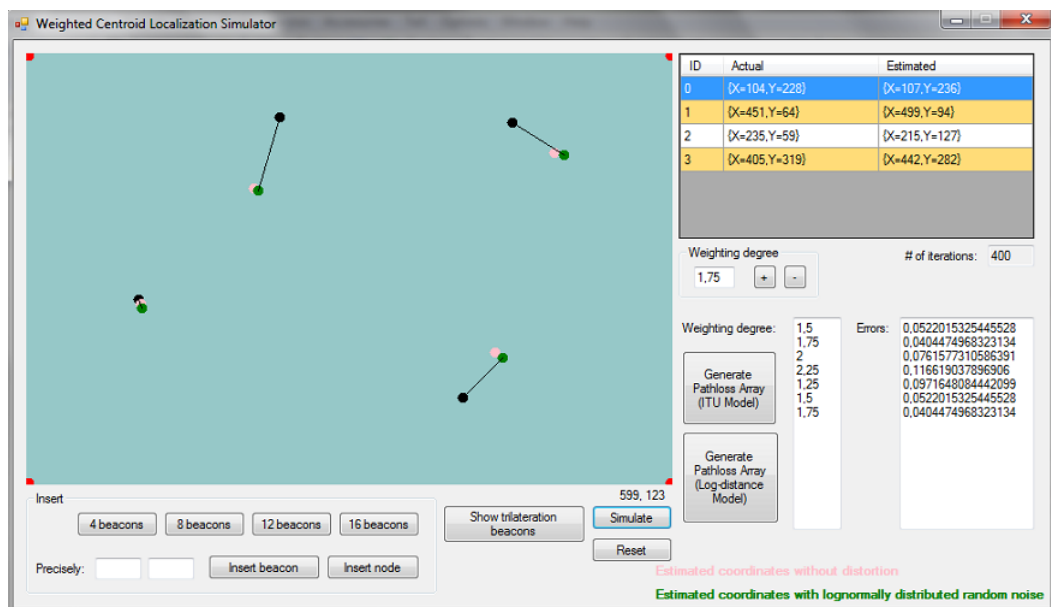 Weighted Centroid Localization Simulator
ID Actual Estimated
0 {X=104,Y=228} {X=107,Y=236}
1 {X=451,Y=64} {X=499,Y=94}
2 {X=235,Y=59} {X=215,Y=127}
3 {X=405,Y=319} {X=442,Y=282}
Weighting degree
# of iterations: 400
1,75 + -
Weighting degree: Errors:
1,5 0,0522015325445528
1,75 0,0404474968323134
2 0,0761577310586391
2,25 0,116619037896906
1,25 0,0971648084442099
1,5 0,0522015325445528
1,75 0,0404474968323134
Generate
Pathloss Array
(ITU Model)
Generate
Pathloss Array
(Log-distance
Model)
599, 123
Insert
4 beacons 8 beacons 12 beacons 16 beacons
Show trilateration
beacons
Simulate
Reset
Precisely: Insert beacon Insert node
Estimated coordinates without distortion
Estimated coordinates with lognormally distributed random noise